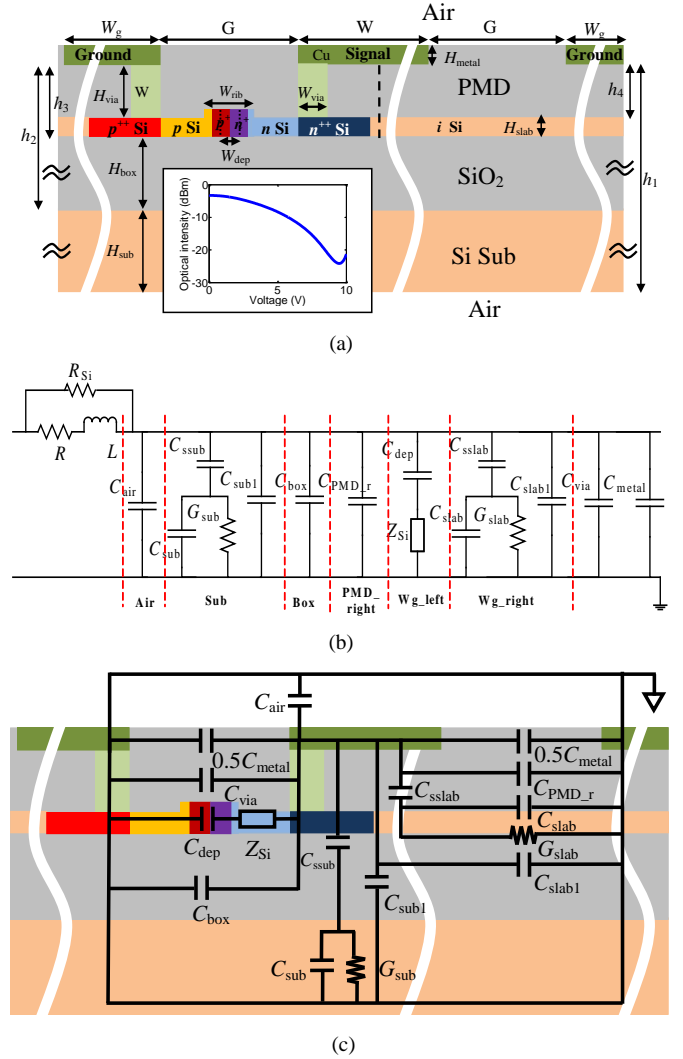 Air
W_g G W G W_g
Ground Cu Signal Ground
H_metal
PMD
h_3 H_via W W_rib W_via h_4
h_2
p++ Si p Si n Si n++ Si i Si H_slab
W_dep
H_box SiO2 h_1
H_sub Si Sub
Optical intensity (dBm)
0
-10
-20
-30
0 5 10
Voltage (V)
Air
(a)
R_Si
R L
C_air C_ssub C_sub1 C_box C_PMD_r C_dep C_sslab C_slab1 C_via C_metal
G_sub C_sub Z_Si C_slab G_slab
Air Sub Box PMD_ right Wg_left Wg_right
(b)
C_air
0.5C_metal 0.5C_metal
C_via C_sslab C_PMD_r
C_slab
C_dep Z_Si C_ssub G_slab
C_box C_sub1 C_slab1
C_sub G_sub
(c)